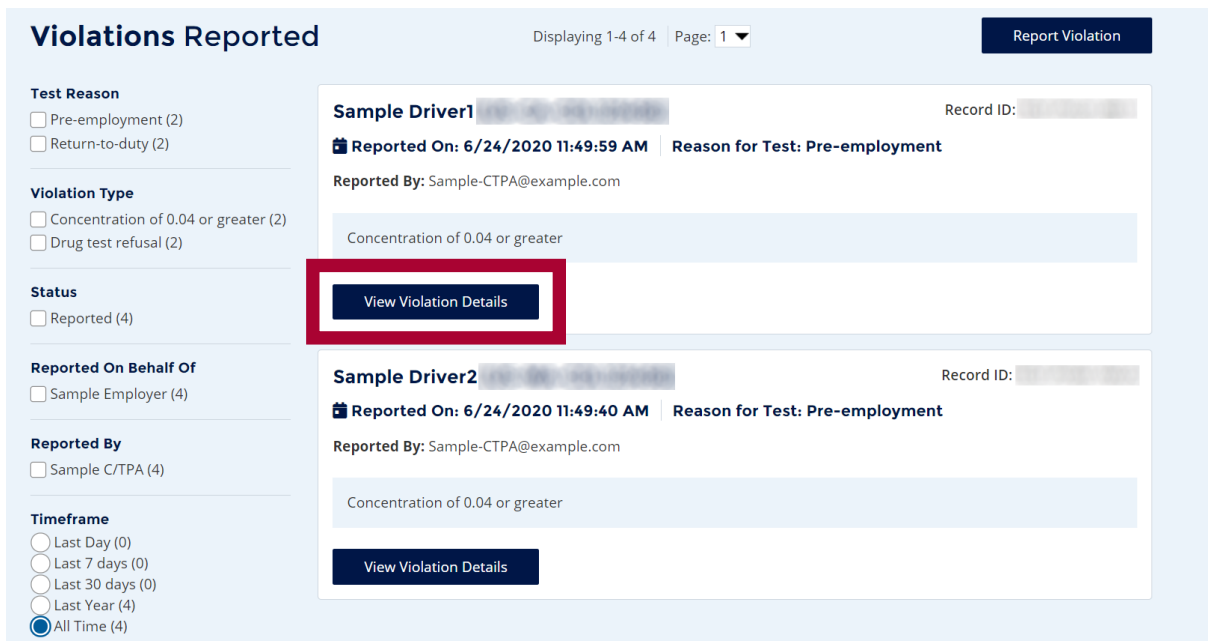 Violations Reported
Displaying 1-4 of 4 Page: 1
Report Violation
Test Reason
Pre-employment (2)
Return-to-duty (2)
Violation Type
Concentration of 0.04 or greater (2)
Drug test refusal (2)
Status
Reported (4)
Reported On Behalf Of
Sample Employer (4)
Reported By
Sample C/TPA (4)
Timeframe
Last Day (0)
Last 7 days (0)
Last 30 days (0)
Last Year (4)
All Time (4)
Sample Driver1
Record ID:
Reported On: 6/24/2020 11:49:59 AM Reason for Test: Pre-employment
Reported By: Sample-CTPA@example.com
Concentration of 0.04 or greater
View Violation Details
Sample Driver2
Record ID:
Reported On: 6/24/2020 11:49:40 AM Reason for Test: Pre-employment
Reported By: Sample-CTPA@example.com
Concentration of 0.04 or greater
View Violation Details